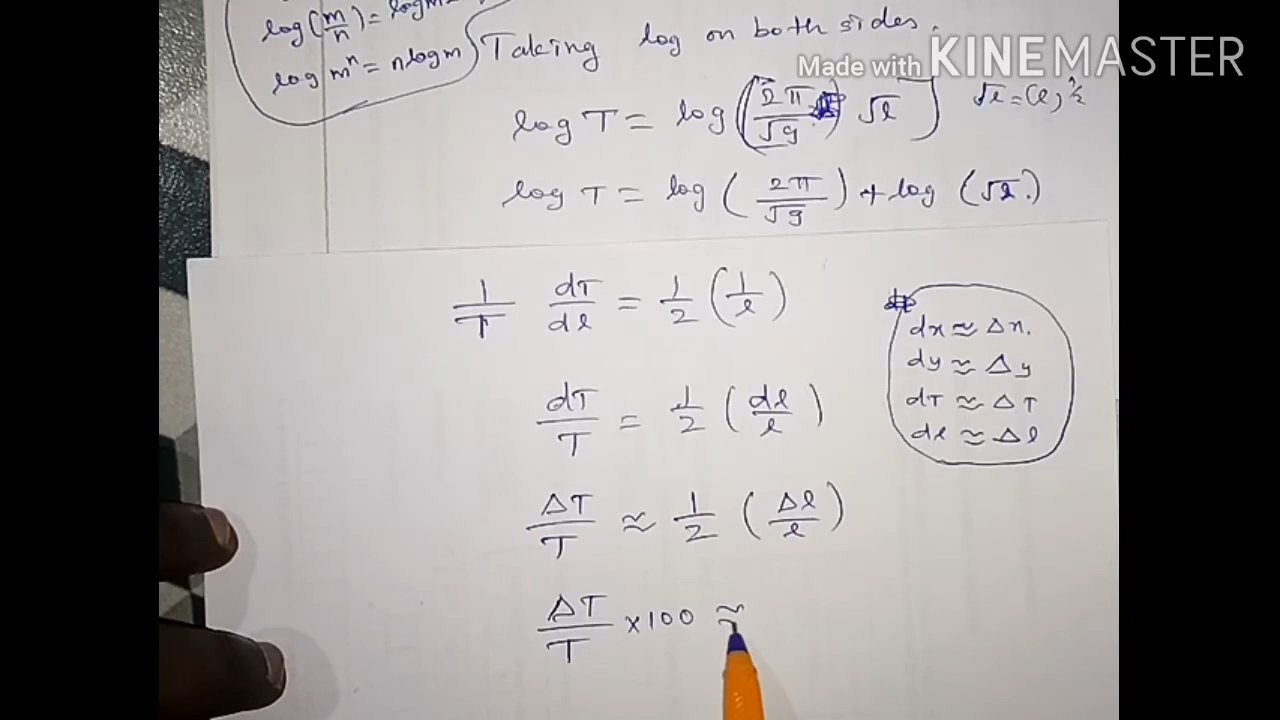 log(m/n) = logm
log mⁿ = n log m
Taking log on both sides.
Made with KINEMASTER
log T = log [(2π/√g) √l]
√l = (l)^½
log T = log (2π/√g) + log (√l)
1/T dT/dl = 1/2 (1/l)
dx ≈ Δx.
dy ≈ Δy
dT ≈ ΔT
dl ≈ Δl
dT/T = 1/2 (dl/l)
ΔT/T ≈ 1/2 (Δl/l)
ΔT/T ×100 ≈